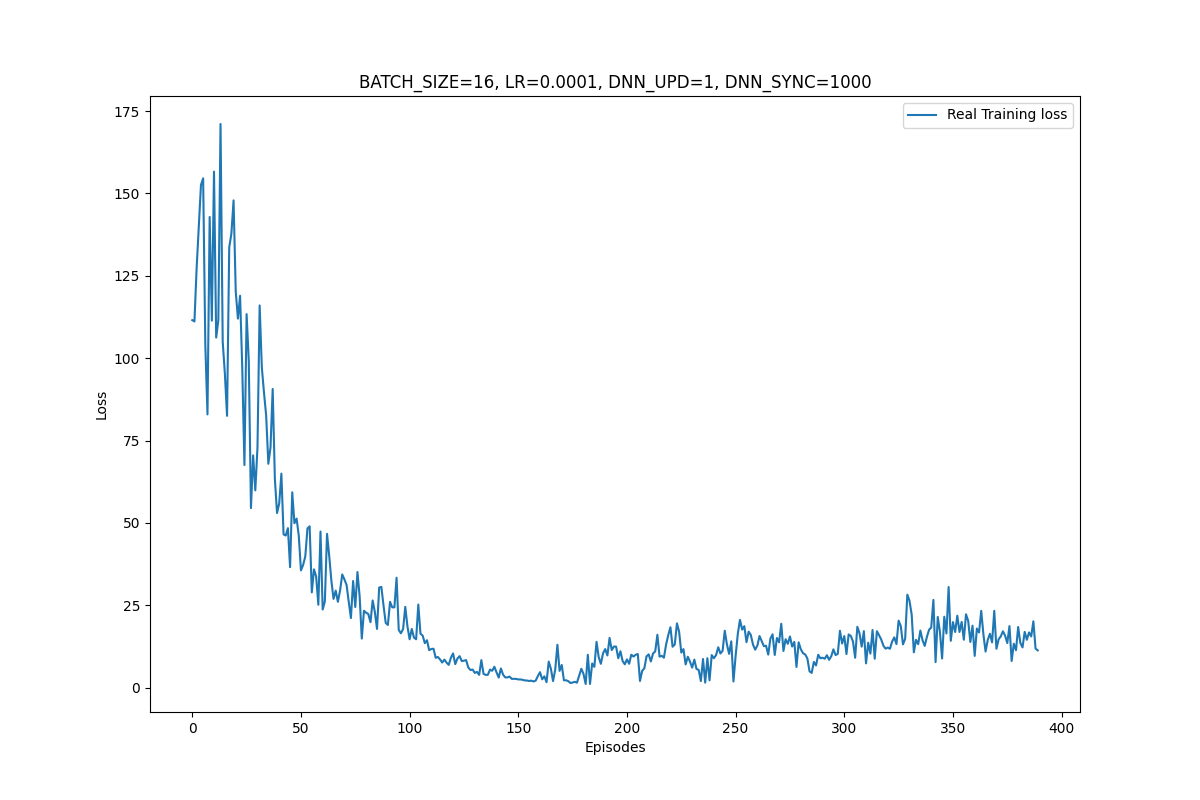 BATCH_SIZE=16, LR=0.0001, DNN_UPD=1, DNN_SYNC=1000
Real Training loss
175
150
125
100
75
50
25
0
Loss
0 50 100 150 200 250 300 350 400
Episodes